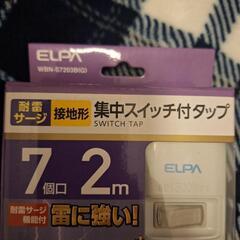 ELPA
WBN-S7203B(G)
耐雷
サージ
接地形
集中スイッチ付タップ
SWITCH TAP
7個口
2m
ELPA
耐雷サージ
機能付
雷に強い!